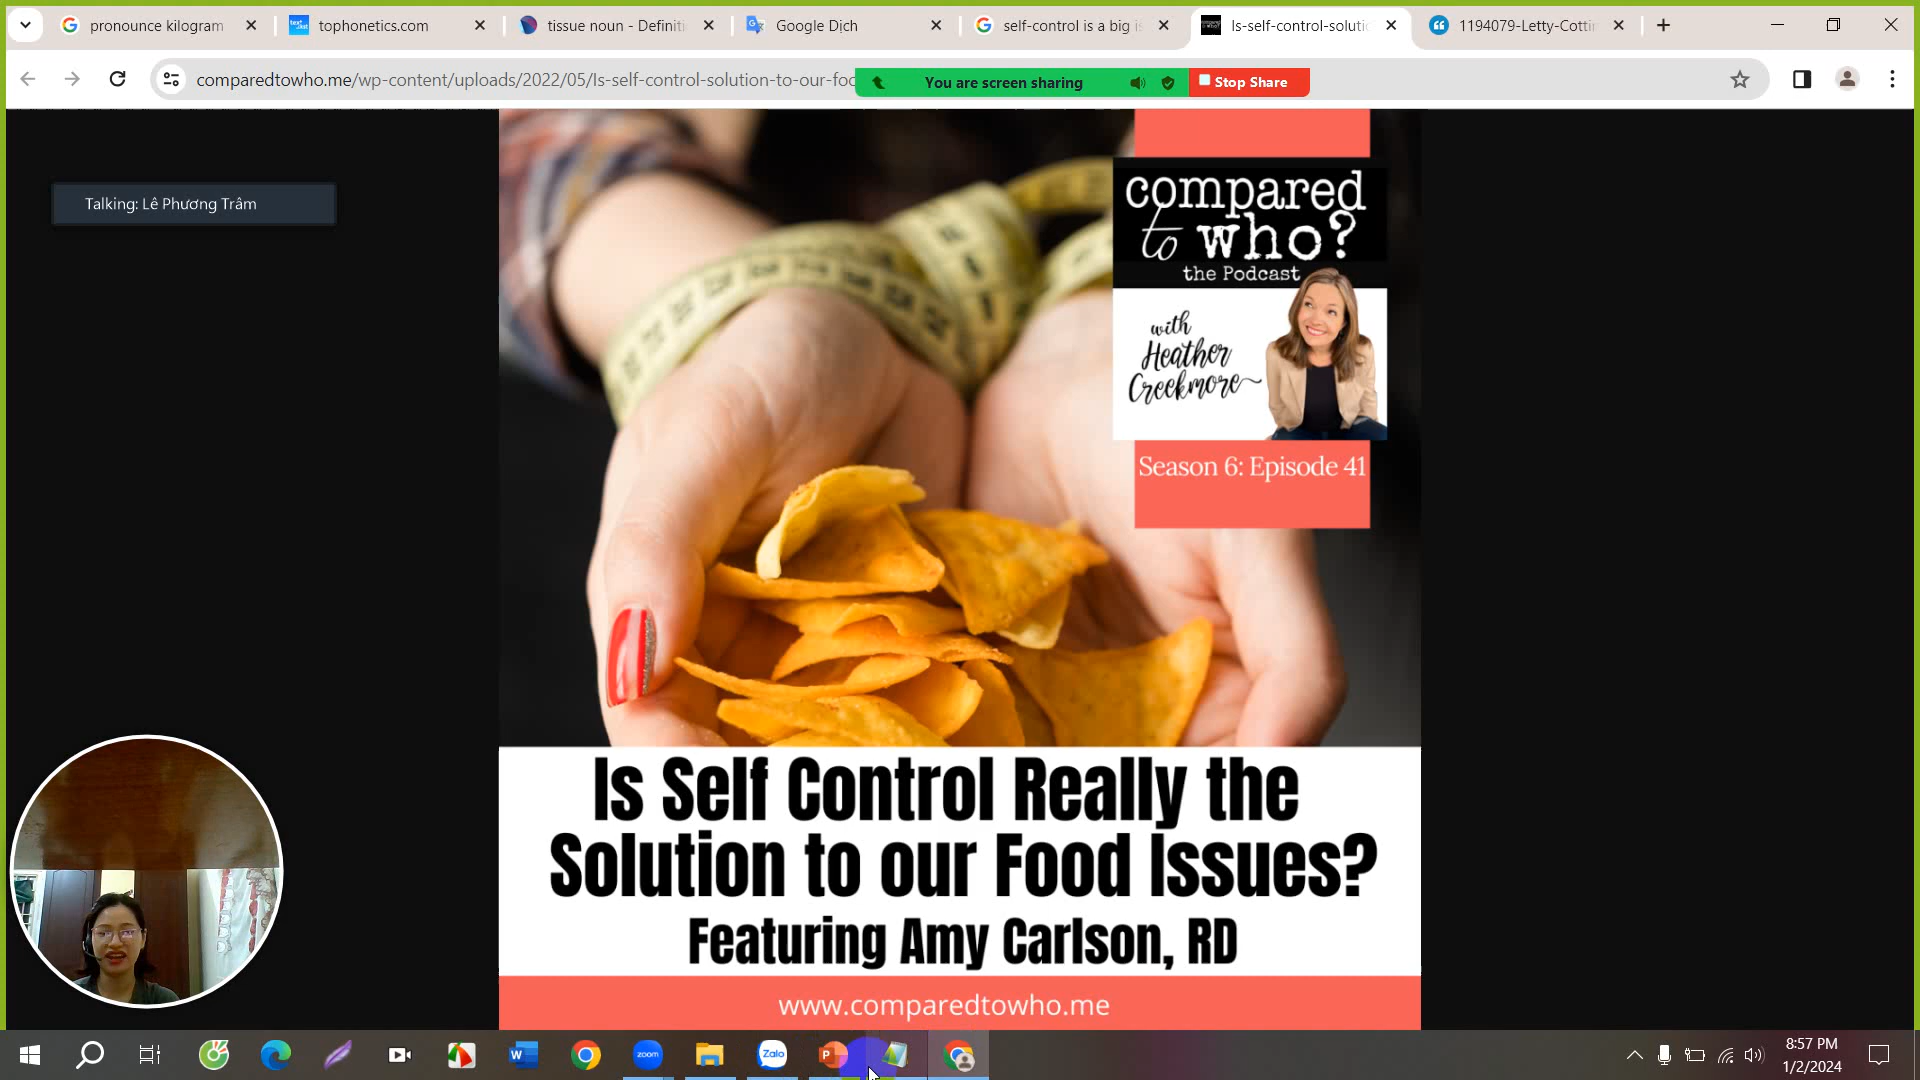 pronounce kilogram
tophonetics.com
tissue noun - Definiti
Google Dịch
self-control is a big is
Is-self-control-solutio
1194079-Letty-Cottin
comparedtowho.me/wp-content/uploads/2022/05/Is-self-control-solution-to-our-foo
You are screen sharing
Stop Share
Talking: Lê Phương Trâm
compared
to who?
the Podcast
with
Heather
Creekmore
Season 6: Episode 41
Is Self Control Really the
Solution to our Food Issues?
Featuring Amy Carlson, RD
www.comparedtowho.me
zoom
Zalo
8:57 PM
1/2/2024